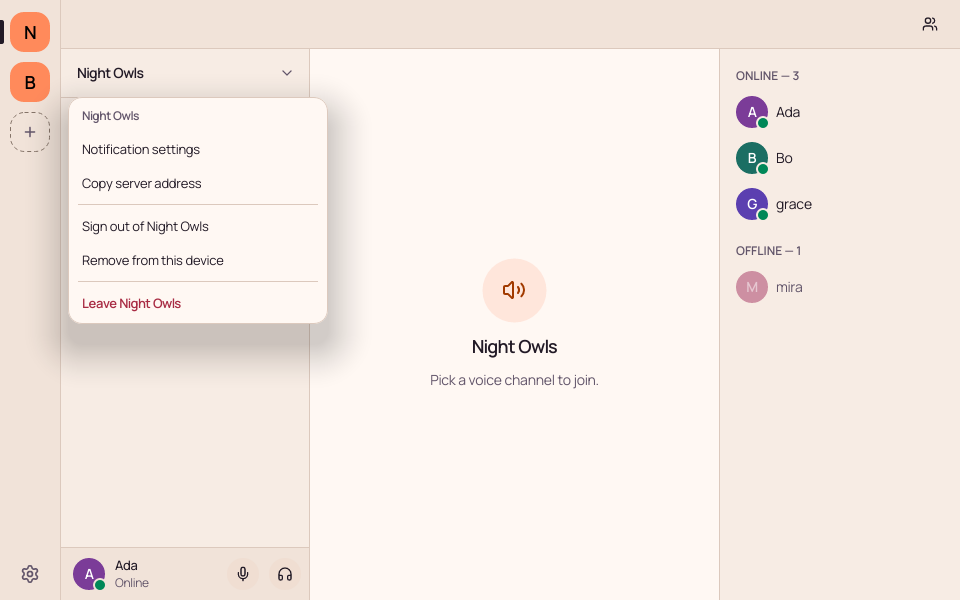 N
B
Night Owls
Night Owls
Notification settings
Copy server address
Sign out of Night Owls
Remove from this device
Leave Night Owls
A
Ada
Online
Night Owls
Pick a voice channel to join.
ONLINE — 3
A
Ada
B
Bo
G
grace
OFFLINE — 1
M
mira